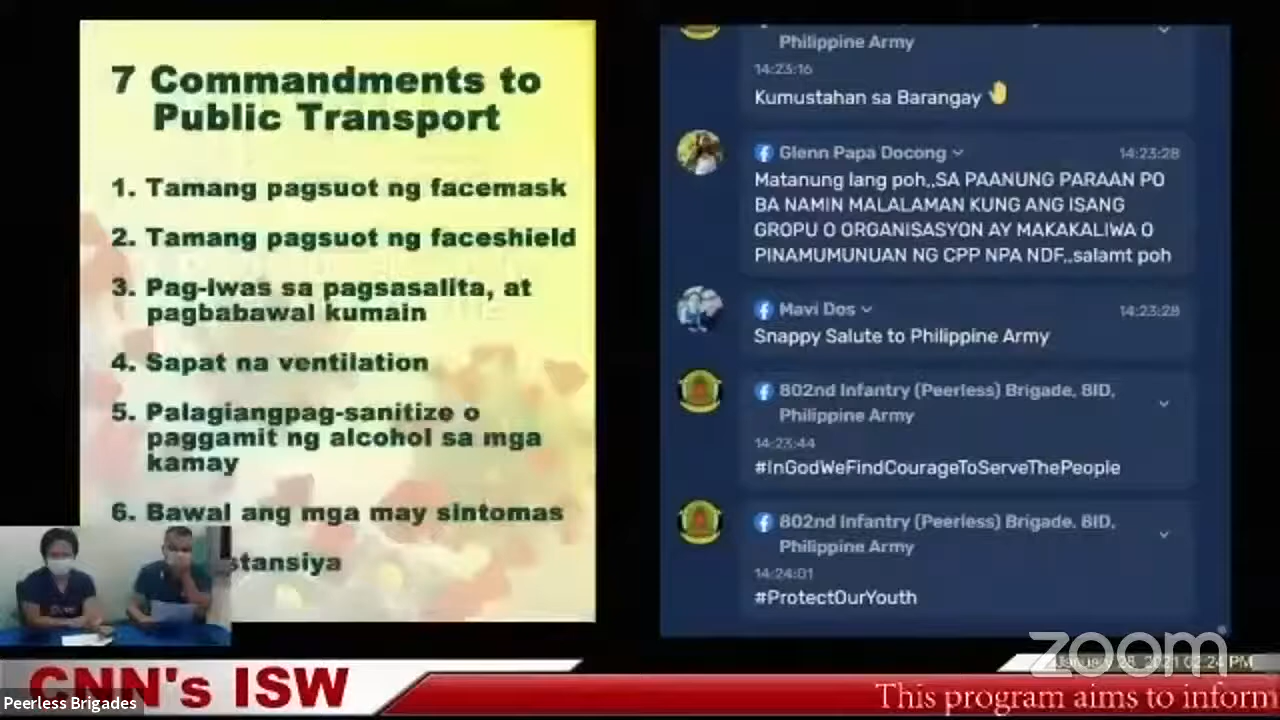 7 Commandments to
Public Transport
1. Tamang pagsuot ng facemask
2. Tamang pagsuot ng faceshield
3. Pag-iwas sa pagsasalita, at
pagbabawal kumain
4. Sapat na ventilation
5. Palagiangpag-sanitize o
paggamit ng alcohol sa mga
kamay
6. Bawal ang mga may sintomas
stansiya
Philippine Army
14:23:16
Kumustahan sa Barangay 🤚
Glenn Papa Docong
14:23:28
Matanung lang poh,,SA PAANUNG PARAAN PO
BA NAMIN MALALAMAN KUNG ANG ISANG
GROPU O ORGANISASYON AY MAKAKALIWA O
PINAMUMUNUAN NG CPP NPA NDF,,salamt poh
Mavi Dos
14:23:28
Snappy Salute to Philippine Army
802nd Infantry (Peerless) Brigade, 8ID,
Philippine Army
14:23:44
#InGodWeFindCourageToServeThePeople
802nd Infantry (Peerless) Brigade, 8ID,
Philippine Army
14:24:01
#ProtectOurYouth
zoom
2021 02:24 PM
CNN's ISW
Peerless Brigades
This program aims to inform